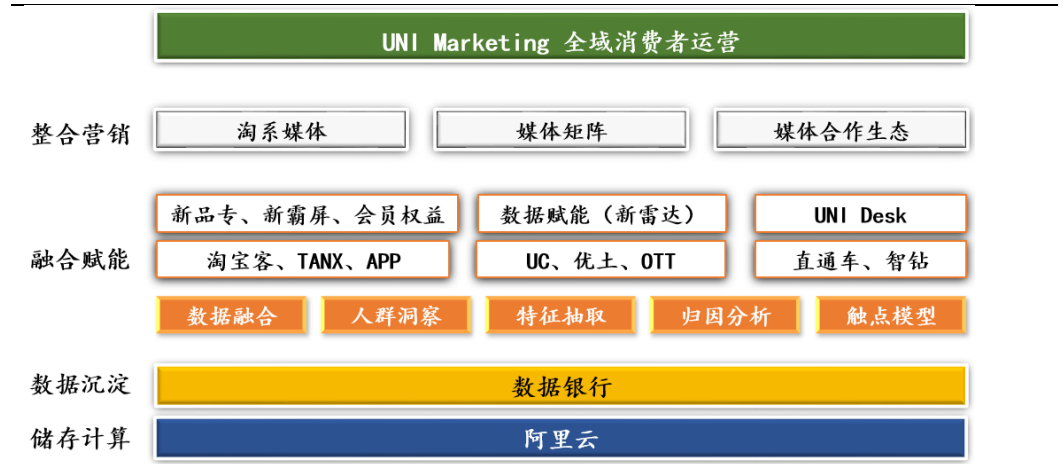 UNI Marketing 全域消费者运营
整合营销 淘系媒体 媒体矩阵 媒体合作生态
新品专、新霸屏、会员权益 数据赋能（新雷达） UNI Desk
融合赋能 淘宝客、TANX、APP UC、优土、OTT 直通车、智钻
数据融合 人群洞察 特征抽取 归因分析 触点模型
数据沉淀 数据银行
储存计算 阿里云